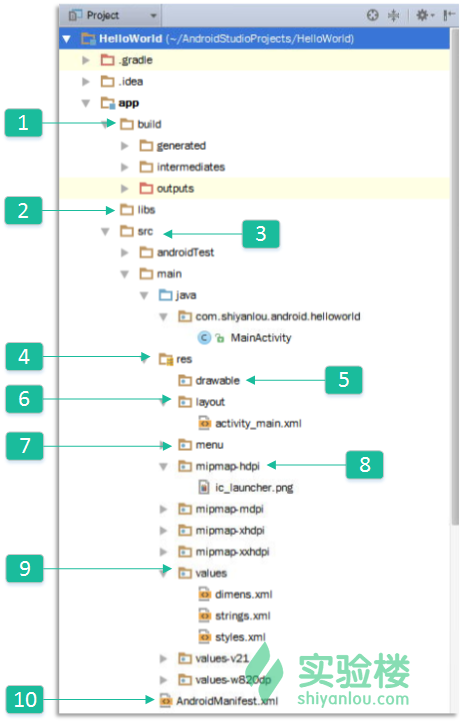 Project
HelloWorld (~/AndroidStudioProjects/HelloWorld)
.gradle
.idea
app
1 build
generated
intermediates
outputs
2 libs
src 3
androidTest
main
java
com.shiyanlou.android.helloworld
C MainActivity
4 res
drawable 5
6 layout
activity_main.xml
7 menu
mipmap-hdpi 8
ic_launcher.png
mipmap-mdpi
mipmap-xhdpi
mipmap-xxhdpi
9 values
dimens.xml
strings.xml
styles.xml
values-v21
values-w820dp
10 AndroidManifest.xml
实验楼
shiyanlou.com